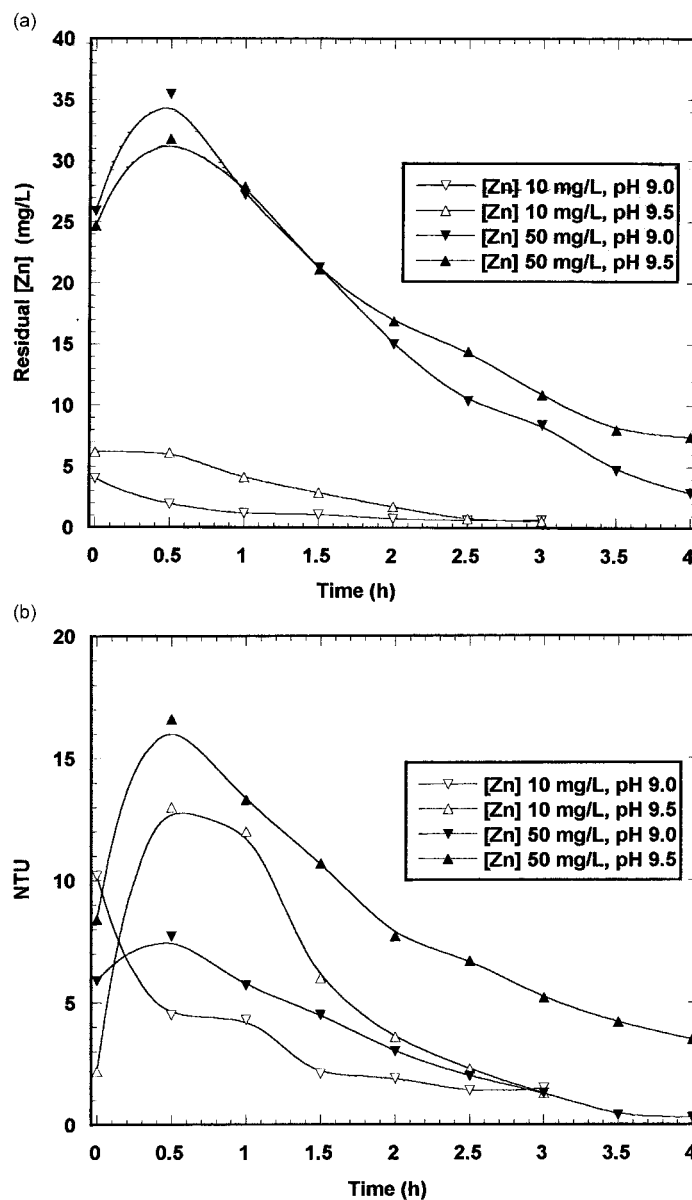 (a)
40
35
30
25
20
15
10
5
0
Residual [Zn] (mg/L)
[Zn] 10 mg/L, pH 9.0
[Zn] 10 mg/L, pH 9.5
[Zn] 50 mg/L, pH 9.0
[Zn] 50 mg/L, pH 9.5
0 0.5 1 1.5 2 2.5 3 3.5 4
Time (h)
(b)
20
15
10
5
0
NTU
[Zn] 10 mg/L, pH 9.0
[Zn] 10 mg/L, pH 9.5
[Zn] 50 mg/L, pH 9.0
[Zn] 50 mg/L, pH 9.5
0 0.5 1 1.5 2 2.5 3 3.5 4
Time (h)